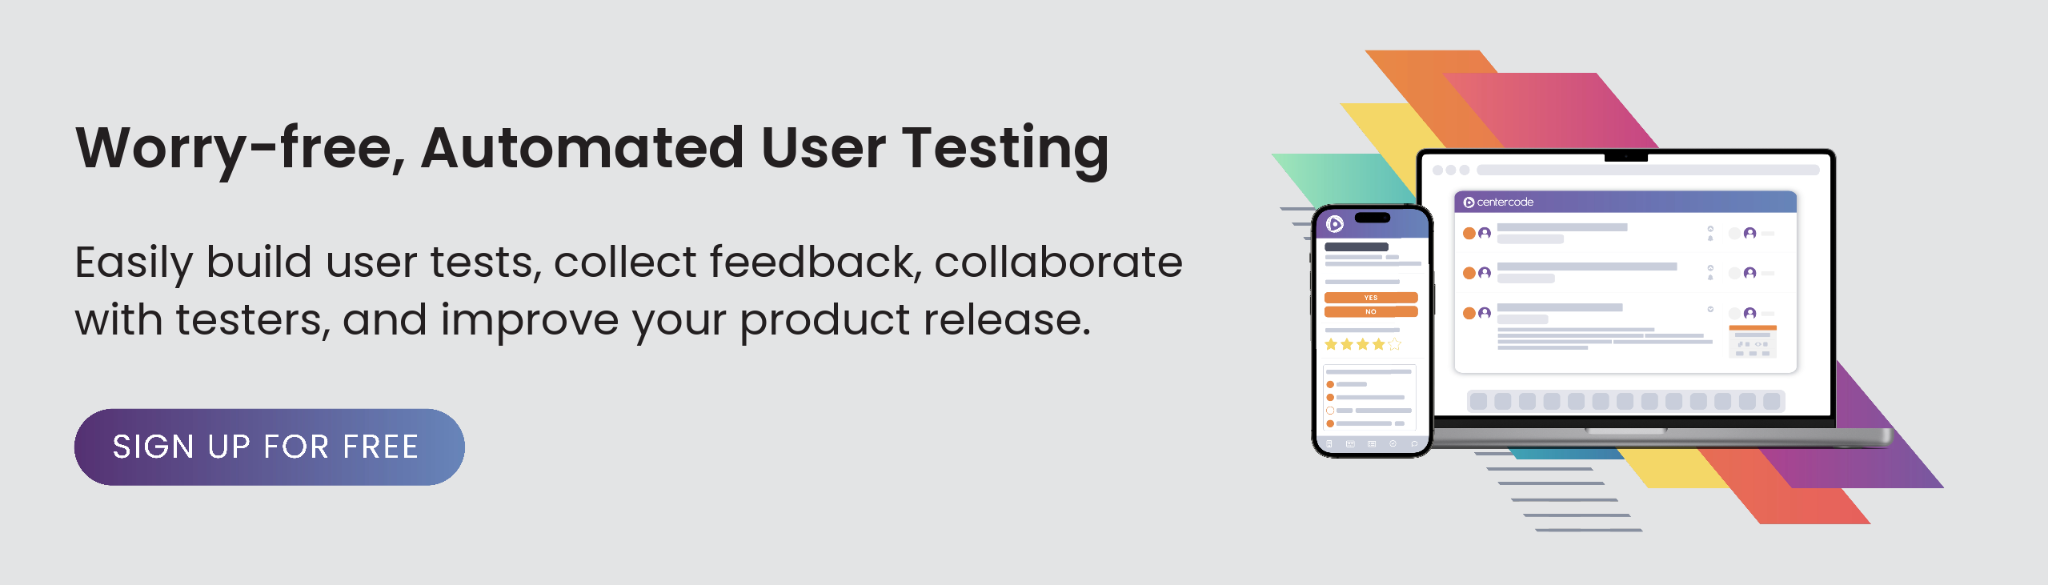 Worry-free, Automated User Testing
Easily build user tests, collect feedback, collaborate
with testers, and improve your product release.
SIGN UP FOR FREE
centercode
YES
NO